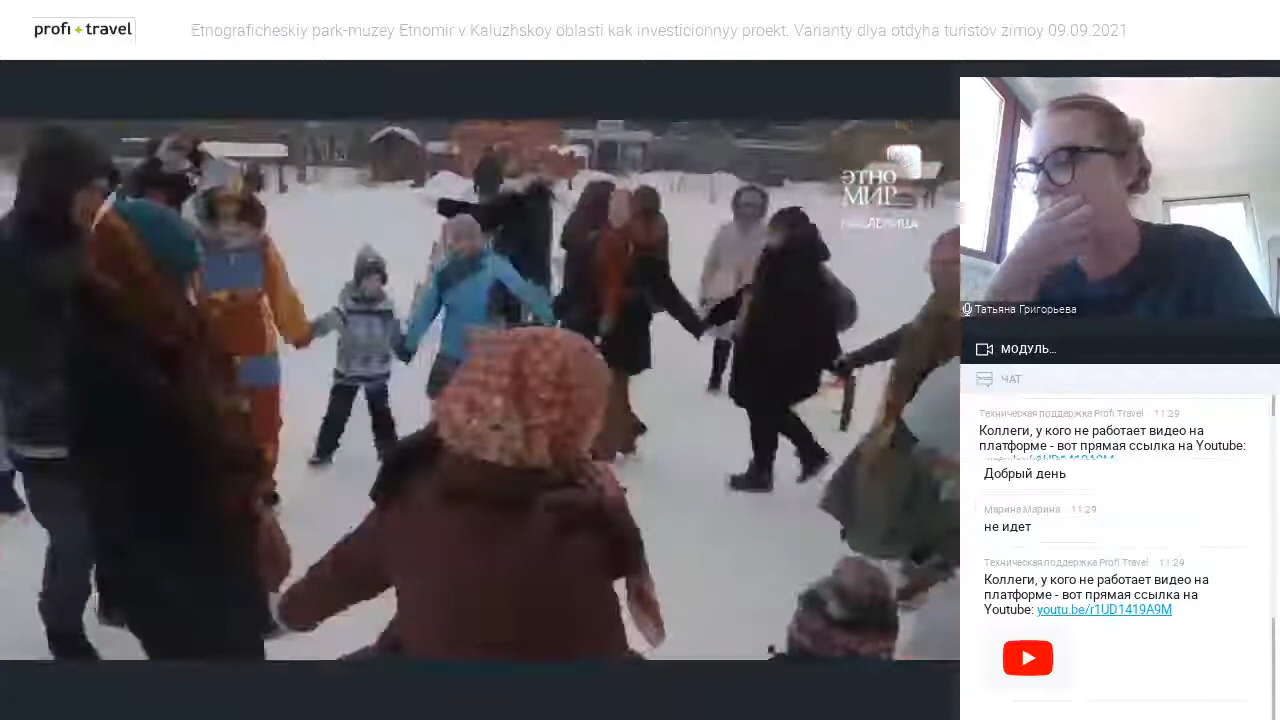 profi + travel
Etnograficheskiy park-muzey Etnomir v Kaluzhskoy oblasti kak investicionnyy proekt. Varianty dlya otdyha turistov zimoy 09.09.2021
ЭТНО
МИР
Татьяна Григорьева
МОДУЛЬ…
ЧАТ
Техническая поддержка Profi Travel 11:29
Коллеги, у кого не работает видео на
платформе - вот прямая ссылка на Youtube:
Добрый день
Марина Марина 11:29
не идет
Техническая поддержка Profi Travel 11:29
Коллеги, у кого не работает видео на
платформе - вот прямая ссылка на
Youtube: youtu.be/r1UD1419A9M